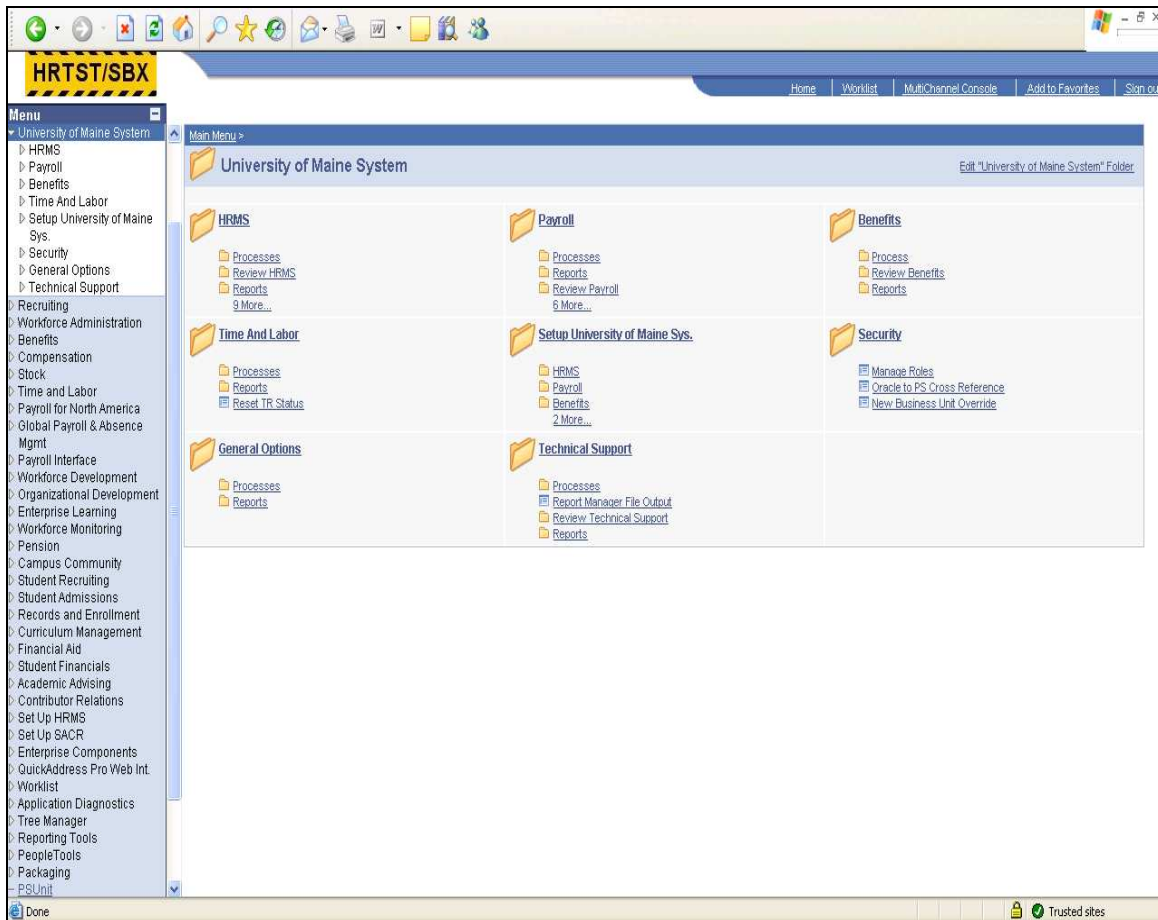 HRTST/SBX
Home
Worklist
MultiChannel Console
Add to Favorites
Sign ou
Menu
University of Maine System
HRMS
Payroll
Benefits
Time And Labor
Setup University of Maine
Sys.
Security
General Options
Technical Support
Recruiting
Workforce Administration
Benefits
Compensation
Stock
Time and Labor
Payroll for North America
Global Payroll & Absence
Mgmt
Payroll Interface
Workforce Development
Organizational Development
Enterprise Learning
Workforce Monitoring
Pension
Campus Community
Student Recruiting
Student Admissions
Records and Enrollment
Curriculum Management
Financial Aid
Student Financials
Academic Advising
Contributor Relations
Set Up HRMS
Set Up SACR
Enterprise Components
QuickAddress Pro Web Int.
Worklist
Application Diagnostics
Tree Manager
Reporting Tools
PeopleTools
Packaging
PSUnit
Main Menu >
University of Maine System
Edit "University of Maine System" Folder
HRMS
Processes
Review HRMS
Reports
9 More...
Payroll
Processes
Reports
Review Payroll
6 More...
Benefits
Process
Review Benefits
Reports
Time And Labor
Processes
Reports
Reset TR Status
Setup University of Maine Sys.
HRMS
Payroll
Benefits
2 More...
Security
Manage Roles
Oracle to PS Cross Reference
New Business Unit Override
General Options
Processes
Reports
Technical Support
Processes
Report Manager File Output
Review Technical Support
Reports
Done
Trusted sites